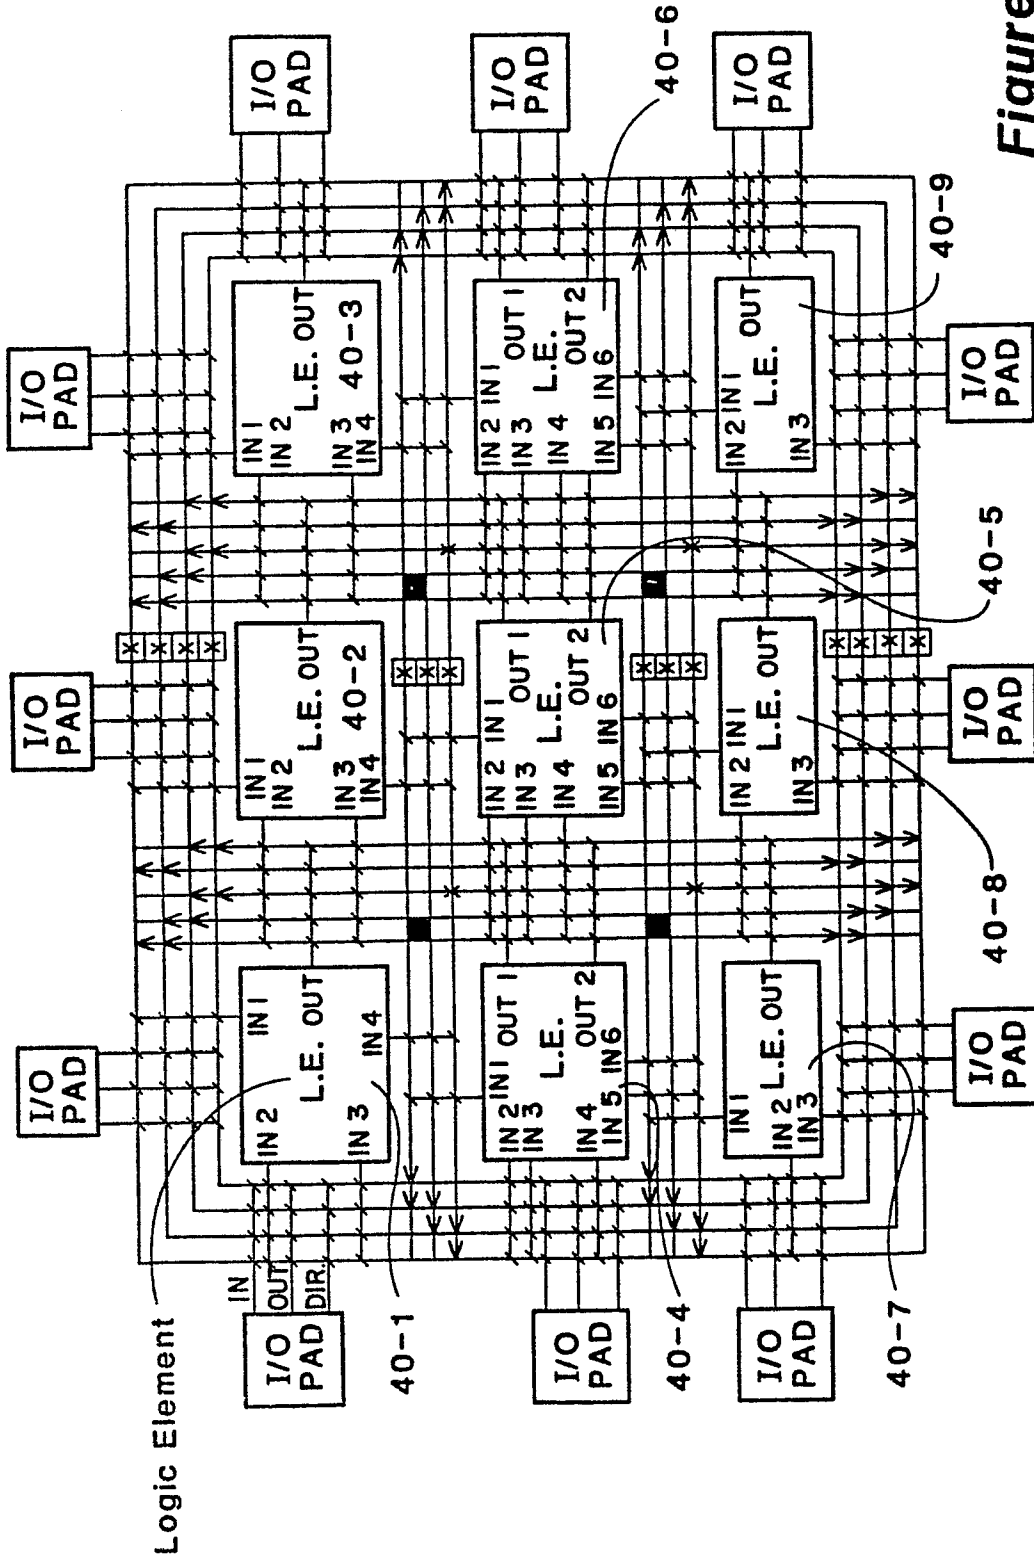 I/O
PAD
I/O
PAD
I/O
PAD
Logic Element
I/O
PAD
IN
OUT
DIR.
IN 2
IN 1
L.E. OUT
IN 3
IN 4
40-1
IN 1
IN 2
L.E. OUT
IN 3
IN 4
40-2
IN 1
IN 2
L.E. OUT
IN 3
IN 4
40-3
I/O
PAD
I/O
PAD
IN 2
IN 1
OUT 1
IN 3
L.E.
IN 4
OUT 2
IN 5
IN 6
40-4
IN 2
IN 1
OUT 1
IN 3
L.E.
IN 4
OUT 2
IN 5
IN 6
40-5
IN 2
IN 1
OUT 1
IN 3
L.E.
IN 4
OUT 2
IN 5
IN 6
40-6
I/O
PAD
I/O
PAD
IN 1
IN 2
L.E. OUT
IN 3
40-7
IN 2
IN 1
L.E. OUT
IN 3
40-8
IN 2
IN 1
L.E. OUT
IN 3
40-9
I/O
PAD
I/O
PAD
I/O
PAD
I/O
PAD
Figure